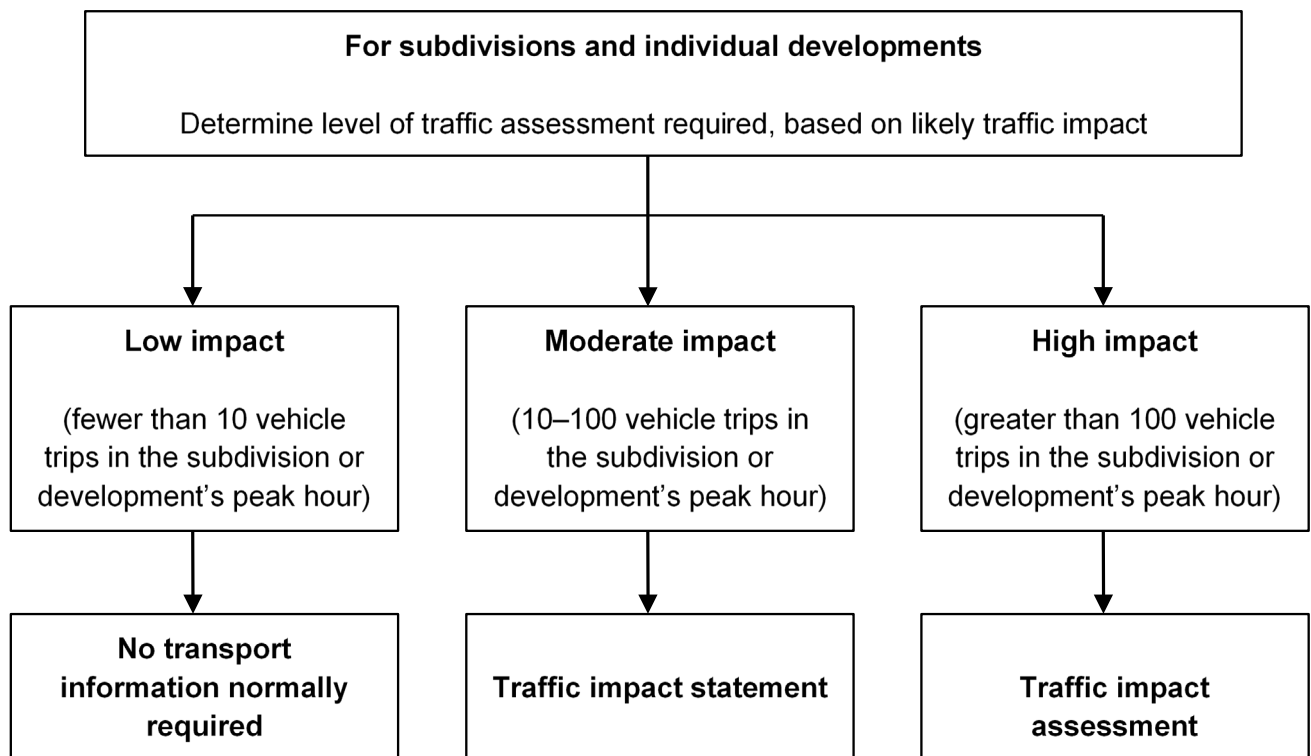 For subdivisions and individual developments
Determine level of traffic assessment required, based on likely traffic impact
Low impact
(fewer than 10 vehicle
trips in the subdivision or
development’s peak hour)
Moderate impact
(10–100 vehicle trips in
the subdivision or
development’s peak hour)
High impact
(greater than 100 vehicle
trips in the subdivision or
development’s peak hour)
No transport
information normally
required
Traffic impact statement
Traffic impact
assessment